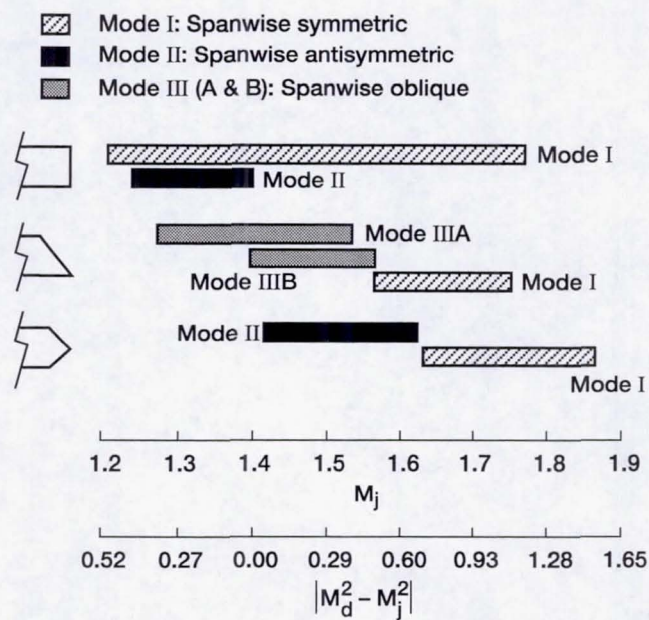 Mode I: Spanwise symmetric
Mode II: Spanwise antisymmetric
Mode III (A & B): Spanwise oblique
Mode I
Mode II
Mode IIIA
Mode IIIB
Mode I
Mode II
Mode I
1.2 1.3 1.4 1.5 1.6 1.7 1.8 1.9
Mj
0.52 0.27 0.00 0.29 0.60 0.93 1.28 1.65
|M²d – M²j|